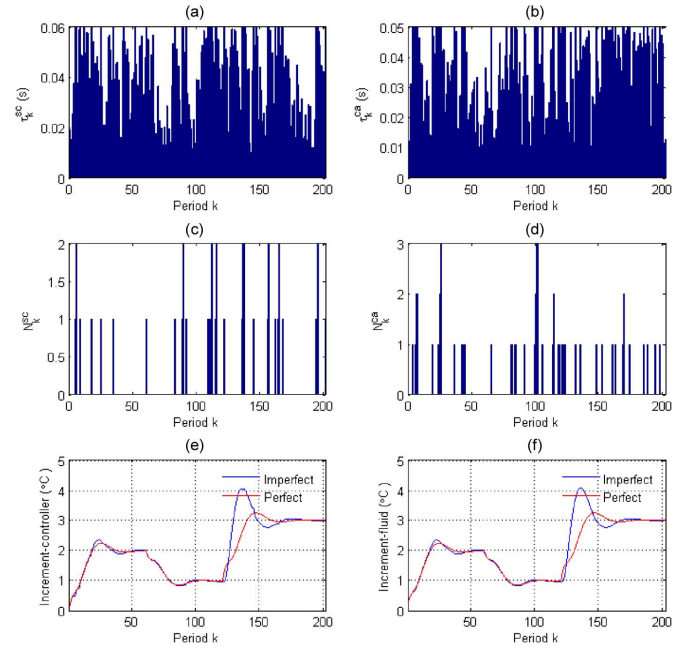 (a)
0.06
0.04
0.02
0
τ_k^sc (s)
0 50 100 150 200
Period k
(b)
0.05
0.04
0.03
0.02
0.01
0
τ_k^ca (s)
0 50 100 150 200
Period k
(c)
2
1.5
1
0.5
0
N_k^sc
0 50 100 150 200
Period k
(d)
3
2
1
0
N_k^ca
0 50 100 150 200
Period k
(e)
5
4
3
2
1
0
Increment-controller (°C)
Imperfect
Perfect
0 50 100 150 200
Period k
(f)
5
4
3
2
1
0
Increment-fluid (°C)
Imperfect
Perfect
0 50 100 150 200
Period k